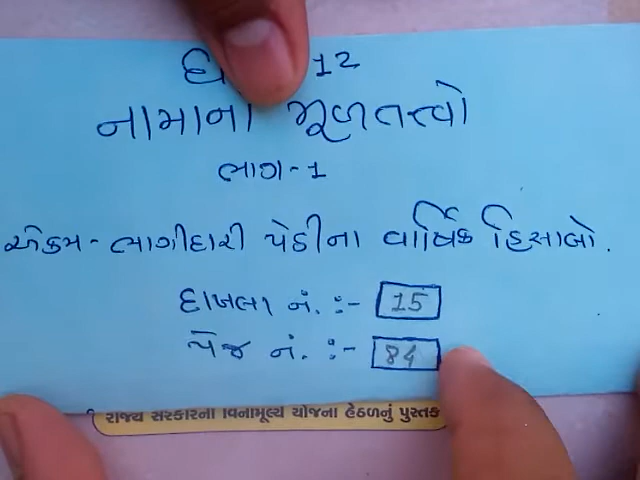 ધો 12
નામાના મૂળતત્ત્વો
ભાગ-1
એકમ - ભાગીદારી પેઢીના વાર્ષિક હિસાબો.
દાખલા નં. :- 15
પેજ નં. :- 84
રાજ્ય સરકારના વિનામૂલ્યે યોજના હેઠળનું પુસ્તક